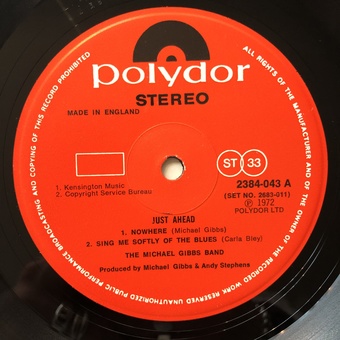 polydor
STEREO
MADE IN ENGLAND
ST 33
1. Kensington Music
2. Copyright Service Bureau
2384-043 A
(SET NO. 2683-011)
℗ 1972
POLYDOR LTD
JUST AHEAD
1. NOWHERE (Michael Gibbs)
2. SING ME SOFTLY OF THE BLUES (Carla Bley)
THE MICHAEL GIBBS BAND
Produced by Michael Gibbs & Andy Stephens
ALL RIGHTS OF THE MANUFACTURER AND OF THE OWNER OF THE RECORDED WORK RESERVED UNAUTHORIZED PUBLIC PERFORMANCE BROADCASTING AND COPYING OF THIS RECORD PROHIBITED